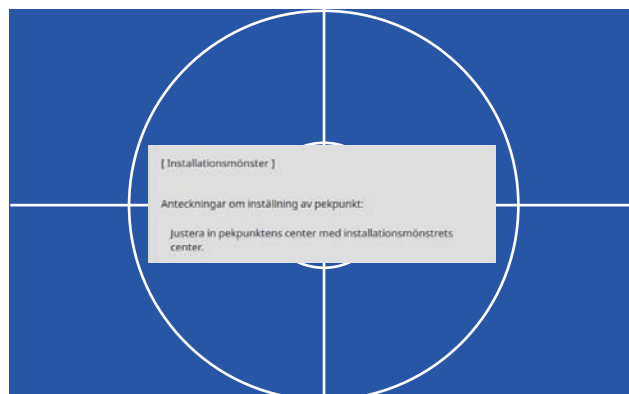 [ Installationsmönster ]
Anteckningar om inställning av pekpunkt:
Justera in pekpunktens center med installationsmönstrets
center.